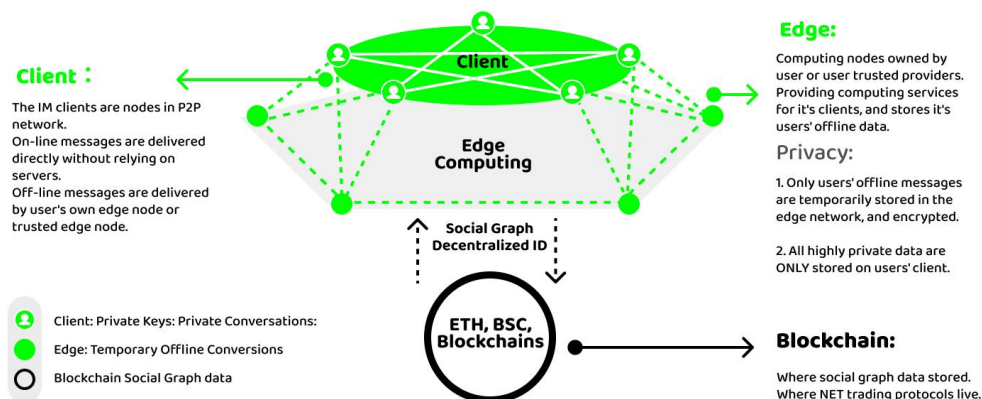 Client：
The IM clients are nodes in P2P
network.
On-line messages are delivered
directly without relying on
servers.
Off-line messages are delivered
by user's own edge node or
trusted edge node.
Client
Edge
Computing
Social Graph
Decentralized ID
ETH, BSC,
Blockchains
Edge:
Computing nodes owned by
user or user trusted providers.
Providing computing services
for it's clients, and stores it's
users' offline data.
Privacy:
1. Only users' offline messages
are temporarily stored in the
edge network, and encrypted.
2. All highly private data are
ONLY stored on users' client.
Blockchain:
Where social graph data stored.
Where NET trading protocols live.
Client: Private Keys: Private Conversations:
Edge: Temporary Offline Conversions
Blockchain Social Graph data